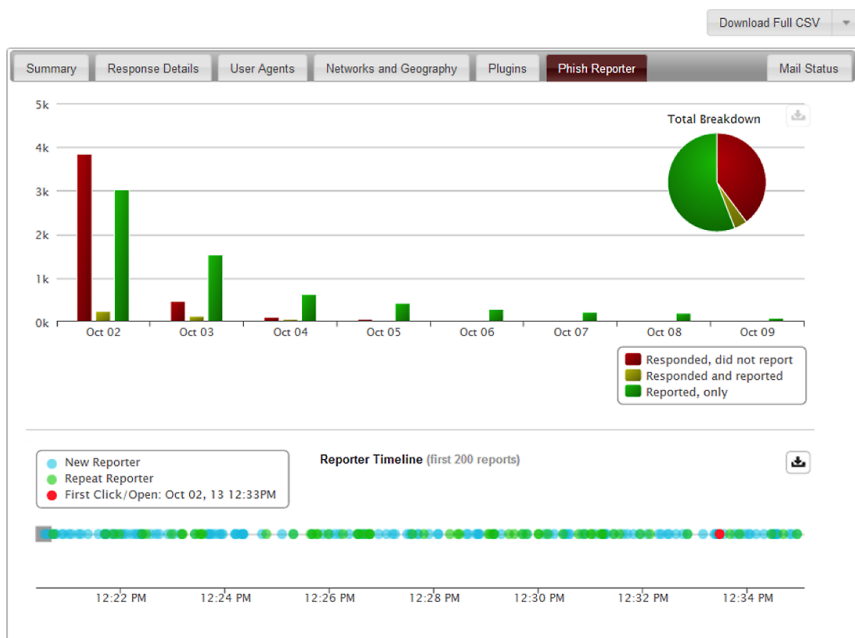 Download Full CSV
Summary Response Details User Agents Networks and Geography Plugins Phish Reporter Mail Status
5k
4k
3k
2k
1k
0k
Total Breakdown
Oct 02 Oct 03 Oct 04 Oct 05 Oct 06 Oct 07 Oct 08 Oct 09
Responded, did not report
Responded and reported
Reported, only
New Reporter
Repeat Reporter
First Click/Open: Oct 02, 13 12:33PM
Reporter Timeline (first 200 reports)
12:22 PM 12:24 PM 12:26 PM 12:28 PM 12:30 PM 12:32 PM 12:34 PM